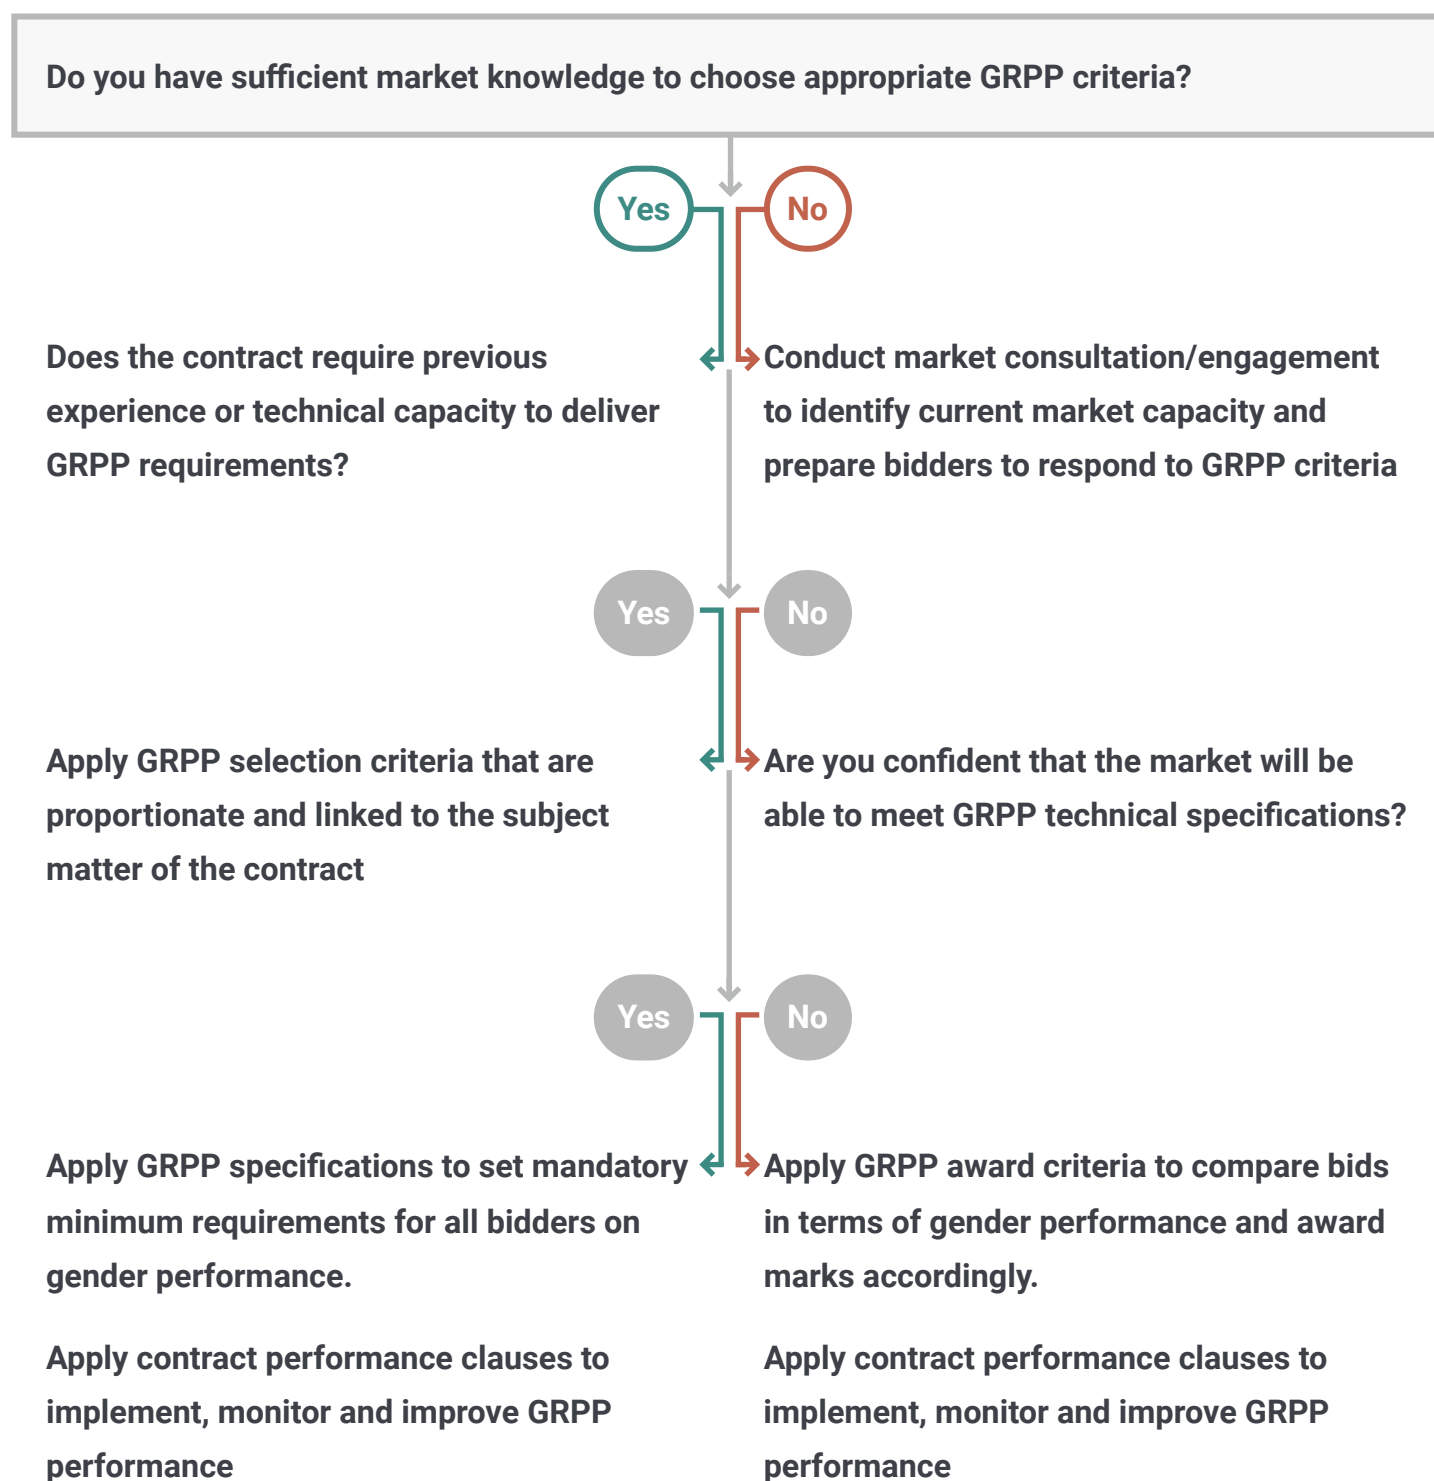 Do you have sufficient market knowledge to choose appropriate GRPP criteria?
Yes
No
Does the contract require previous
experience or technical capacity to deliver
GRPP requirements?
Conduct market consultation/engagement
to identify current market capacity and
prepare bidders to respond to GRPP criteria
Yes
No
Apply GRPP selection criteria that are
proportionate and linked to the subject
matter of the contract
Are you confident that the market will be
able to meet GRPP technical specifications?
Yes
No
Apply GRPP specifications to set mandatory
minimum requirements for all bidders on
gender performance.
Apply contract performance clauses to
implement, monitor and improve GRPP
performance
Apply GRPP award criteria to compare bids
in terms of gender performance and award
marks accordingly.
Apply contract performance clauses to
implement, monitor and improve GRPP
performance